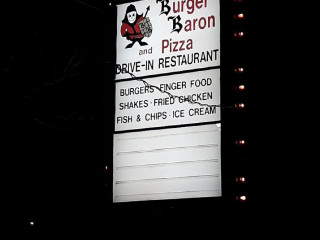 Burger
Baron
and Pizza
DRIVE-IN RESTAURANT
BURGERS · FINGER FOOD
SHAKES · FRIED CHICKEN
FISH & CHIPS · ICE CREAM